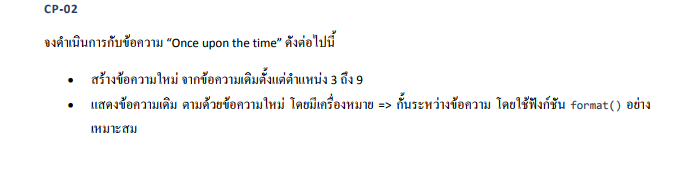 CP-02
จงดำเนินการกับข้อความ “Once upon the time” ดังต่อไปนี้
• สร้างข้อความใหม่ จากข้อความเดิมตั้งแต่ตำแหน่ง 3 ถึง 9
• แสดงข้อความเดิม ตามด้วยข้อความใหม่ โดยมีเครื่องหมาย => กั้นระหว่างข้อความ โดยใช้ฟังก์ชัน format() อย่าง
เหมาะสม